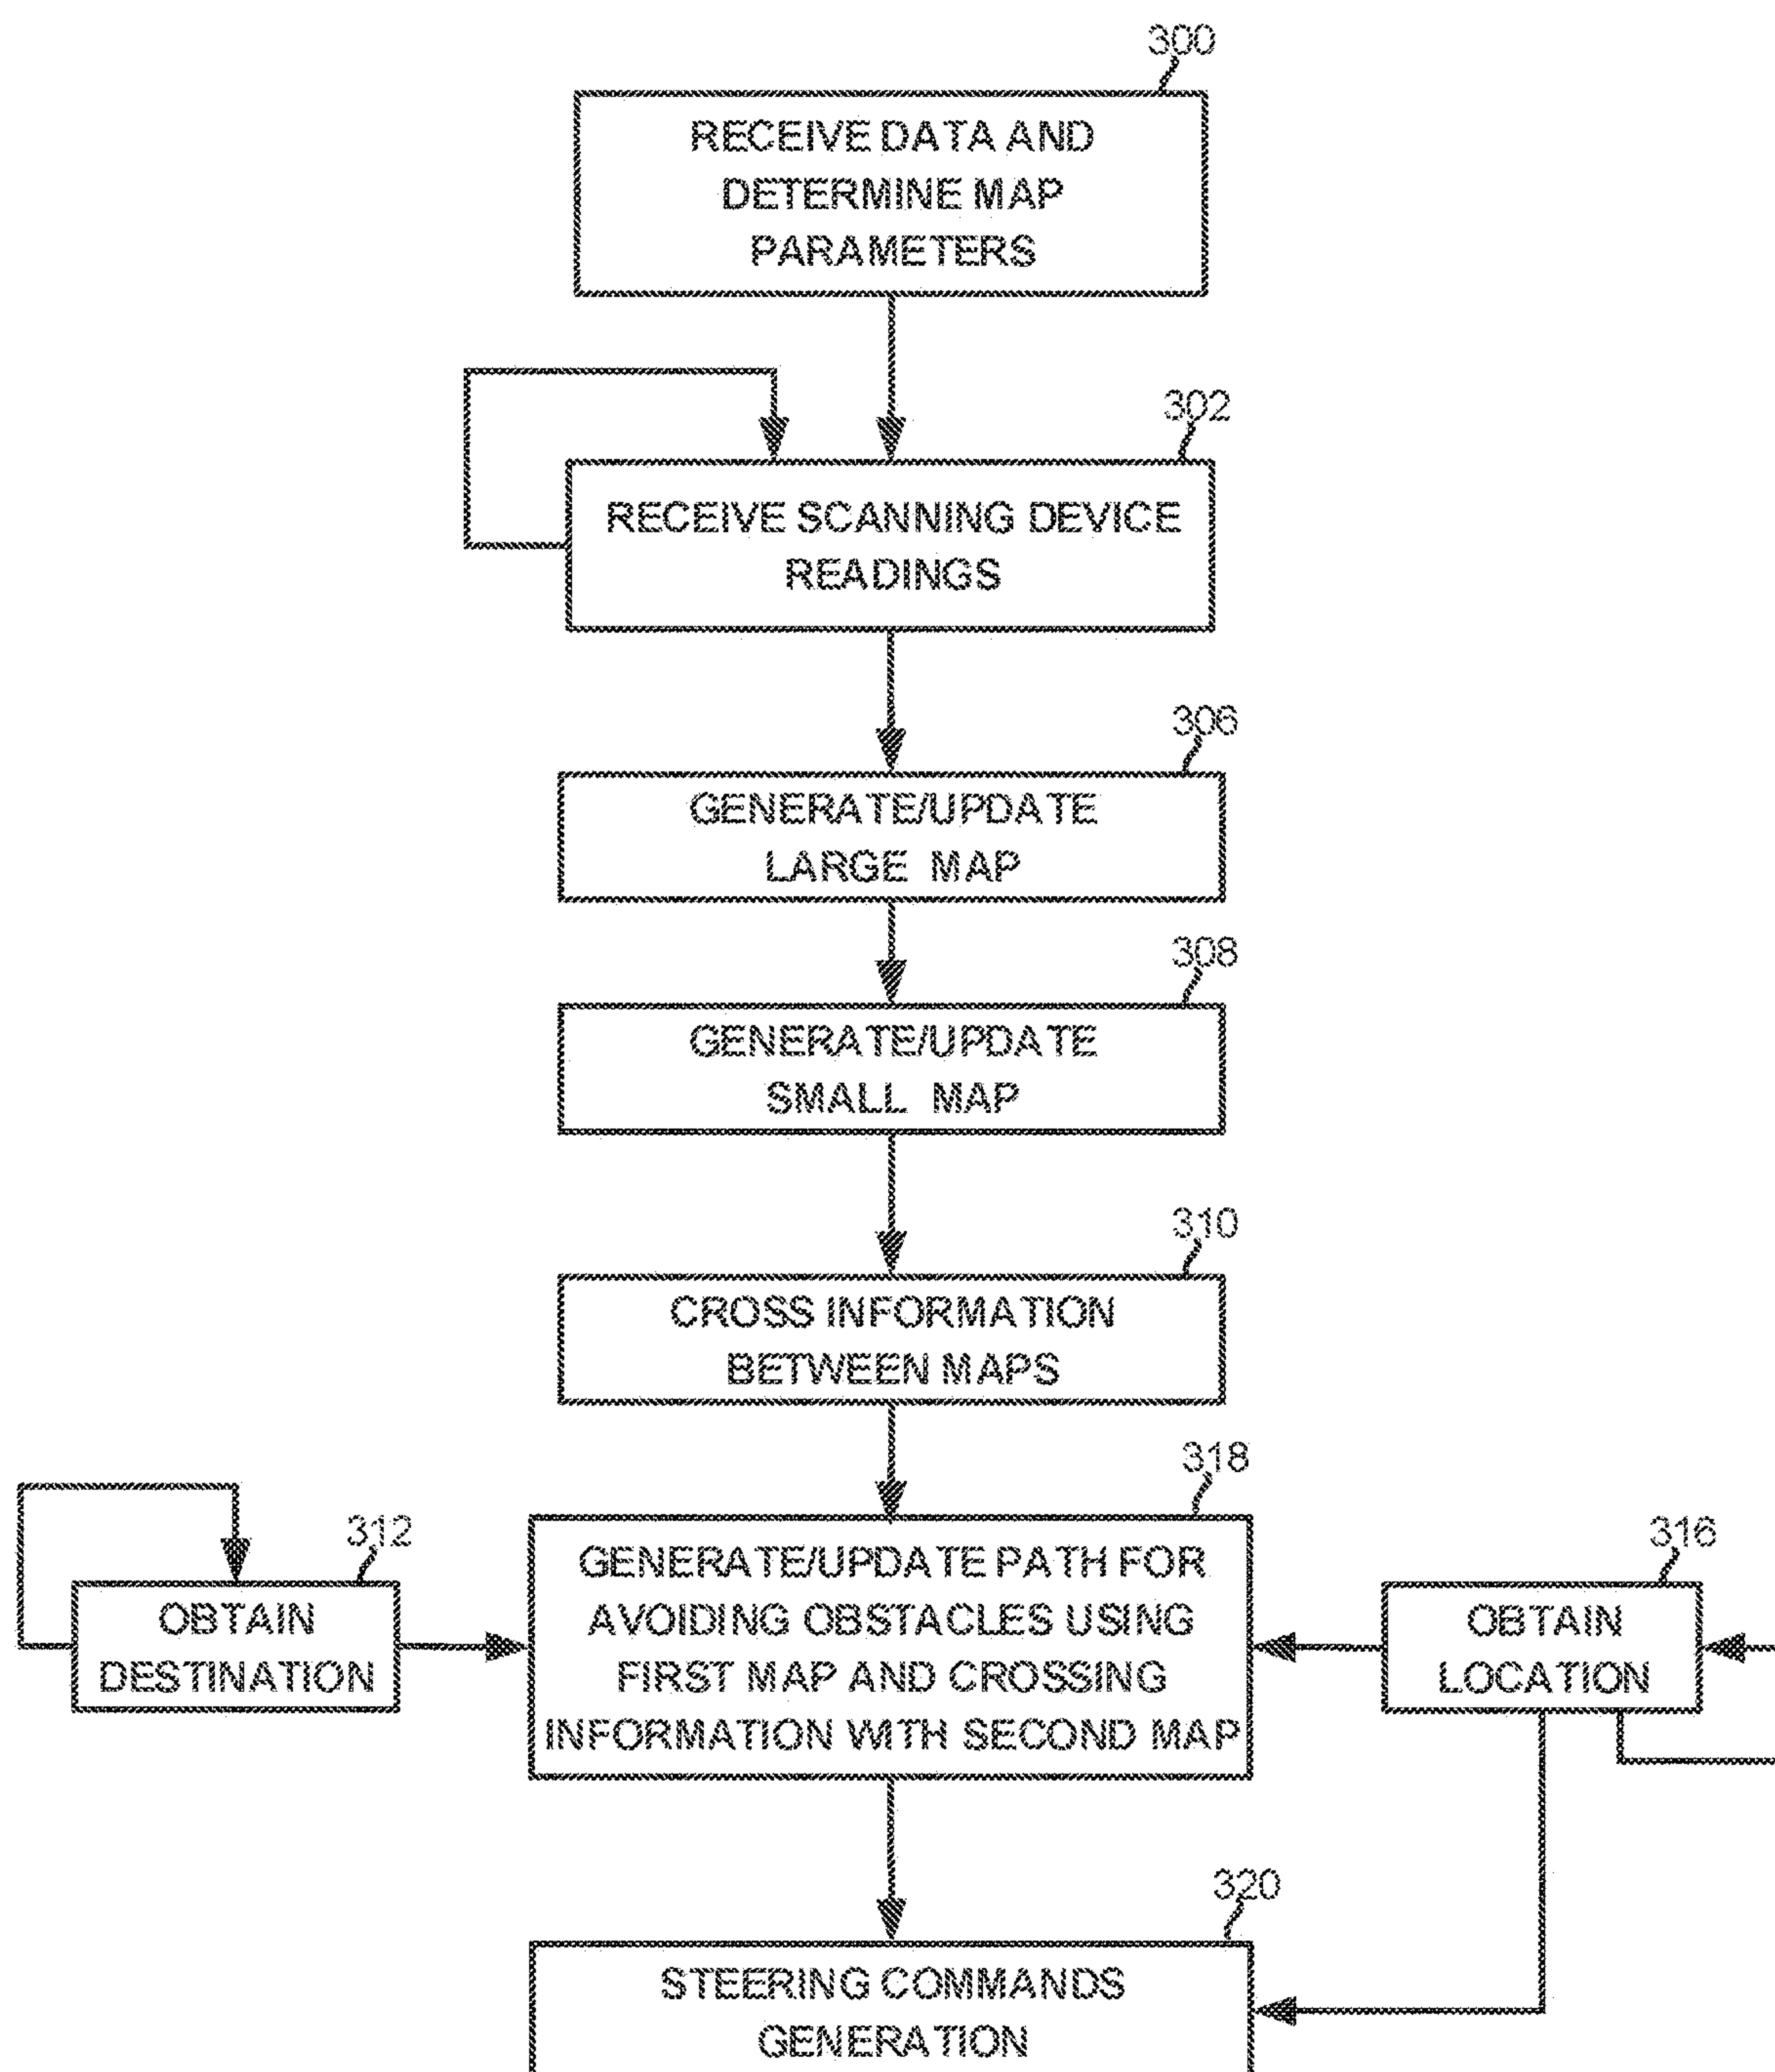 300
RECEIVE DATA AND
DETERMINE MAP
PARAMETERS
302
RECEIVE SCANNING DEVICE
READINGS
306
GENERATE/UPDATE
LARGE MAP
308
GENERATE/UPDATE
SMALL MAP
310
CROSS INFORMATION
BETWEEN MAPS
318
GENERATE/UPDATE PATH FOR
AVOIDING OBSTACLES USING
FIRST MAP AND CROSSING
INFORMATION WITH SECOND MAP
312
OBTAIN
DESTINATION
316
OBTAIN
LOCATION
320
STEERING COMMANDS
GENERATION